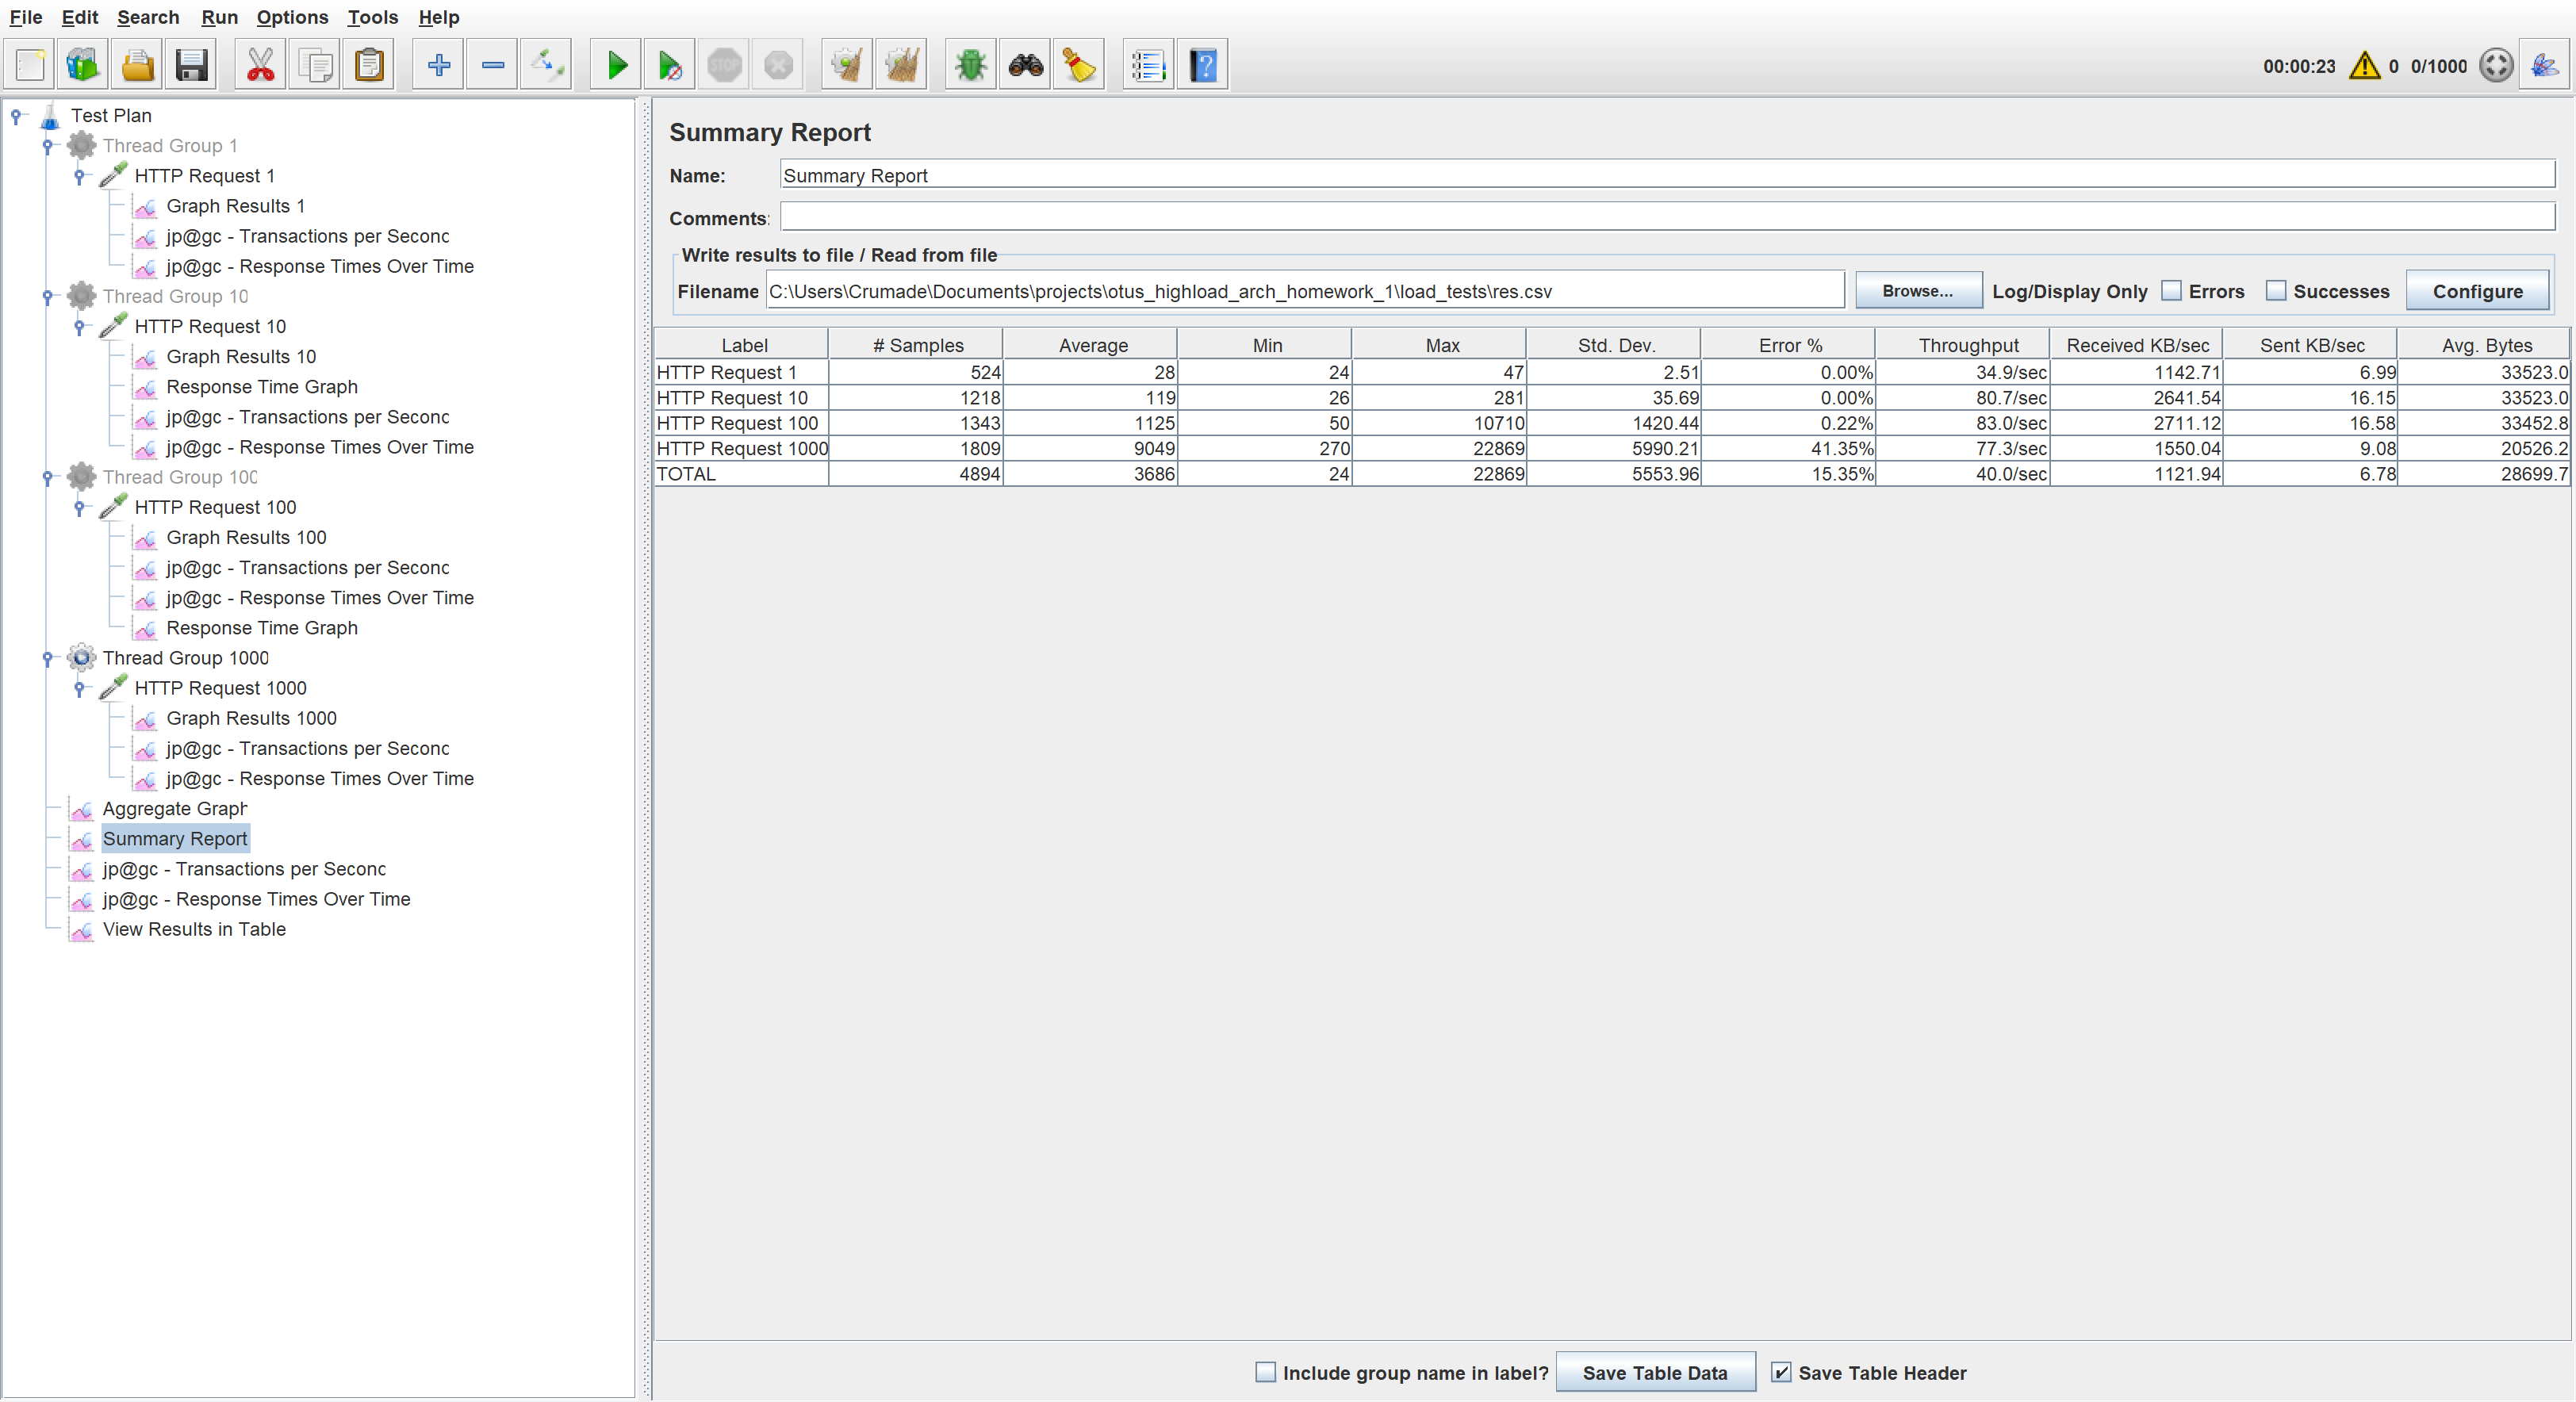 File Edit Search Run Options Tools Help
STOP
00:00:23 0 0/1000
Test Plan
Thread Group 1
HTTP Request 1
Graph Results 1
jp@gc - Transactions per Second
jp@gc - Response Times Over Time
Thread Group 10
HTTP Request 10
Graph Results 10
Response Time Graph
jp@gc - Transactions per Second
jp@gc - Response Times Over Time
Thread Group 100
HTTP Request 100
Graph Results 100
jp@gc - Transactions per Second
jp@gc - Response Times Over Time
Response Time Graph
Thread Group 1000
HTTP Request 1000
Graph Results 1000
jp@gc - Transactions per Second
jp@gc - Response Times Over Time
Aggregate Graph
Summary Report
jp@gc - Transactions per Second
jp@gc - Response Times Over Time
View Results in Table
Summary Report
Name: Summary Report
Comments:
Write results to file / Read from file
Filename C:\Users\Crumade\Documents\projects\otus_highload_arch_homework_1\load_tests\res.csv Browse... Log/Display Only Errors Successes Configure
Label # Samples Average Min Max Std. Dev. Error % Throughput Received KB/sec Sent KB/sec Avg. Bytes
HTTP Request 1 524 28 24 47 2.51 0.00% 34.9/sec 1142.71 6.99 33523.0
HTTP Request 10 1218 119 26 281 35.69 0.00% 80.7/sec 2641.54 16.15 33523.0
HTTP Request 100 1343 1125 50 10710 1420.44 0.22% 83.0/sec 2711.12 16.58 33452.8
HTTP Request 1000 1809 9049 270 22869 5990.21 41.35% 77.3/sec 1550.04 9.08 20526.2
TOTAL 4894 3686 24 22869 5553.96 15.35% 40.0/sec 1121.94 6.78 28699.7
Include group name in label? Save Table Data Save Table Header